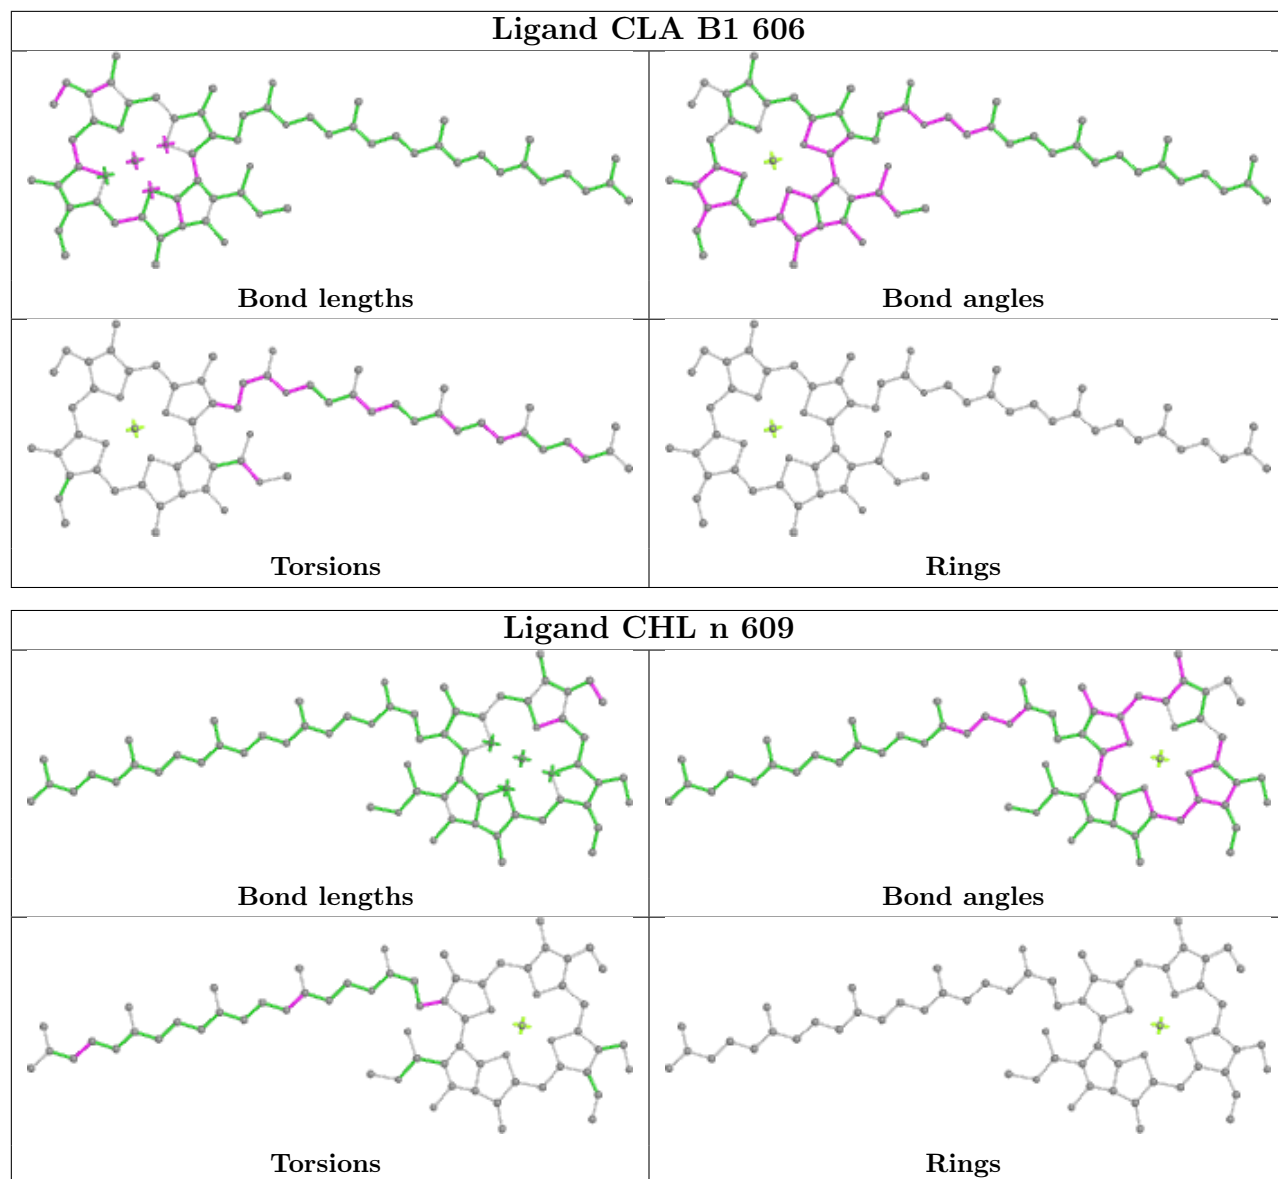 Ligand CLA B1 606
Bond lengths
Bond angles
Torsions
Rings
Ligand CHL n 609
Bond lengths
Bond angles
Torsions
Rings